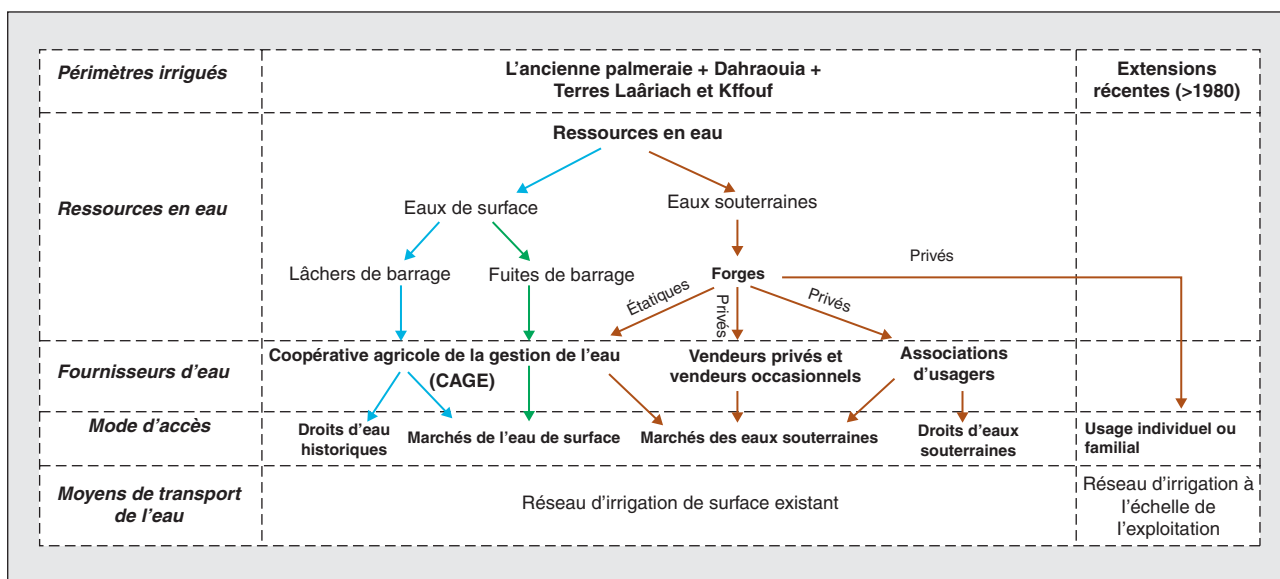 Périmètres irrigués
L'ancienne palmeraie + Dahraouia +
Terres Laâriach et Kffouf
Extensions
récentes (>1980)
Ressources en eau
Ressources en eau
Eaux de surface
Eaux souterraines
Lâchers de barrage
Fuites de barrage
Forges
Privés
Étatiques
Privés
Privés
Fournisseurs d'eau
Coopérative agricole de la gestion de l'eau
(CAGE)
Vendeurs privés et
vendeurs occasionnels
Associations
d'usagers
Mode d'accès
Droits d'eau
historiques
Marchés de l'eau de surface
Marchés des eaux souterraines
Droits d'eaux
souterraines
Usage individuel ou
familial
Moyens de transport
de l'eau
Réseau d'irrigation de surface existant
Réseau d'irrigation à
l'échelle de
l'exploitation